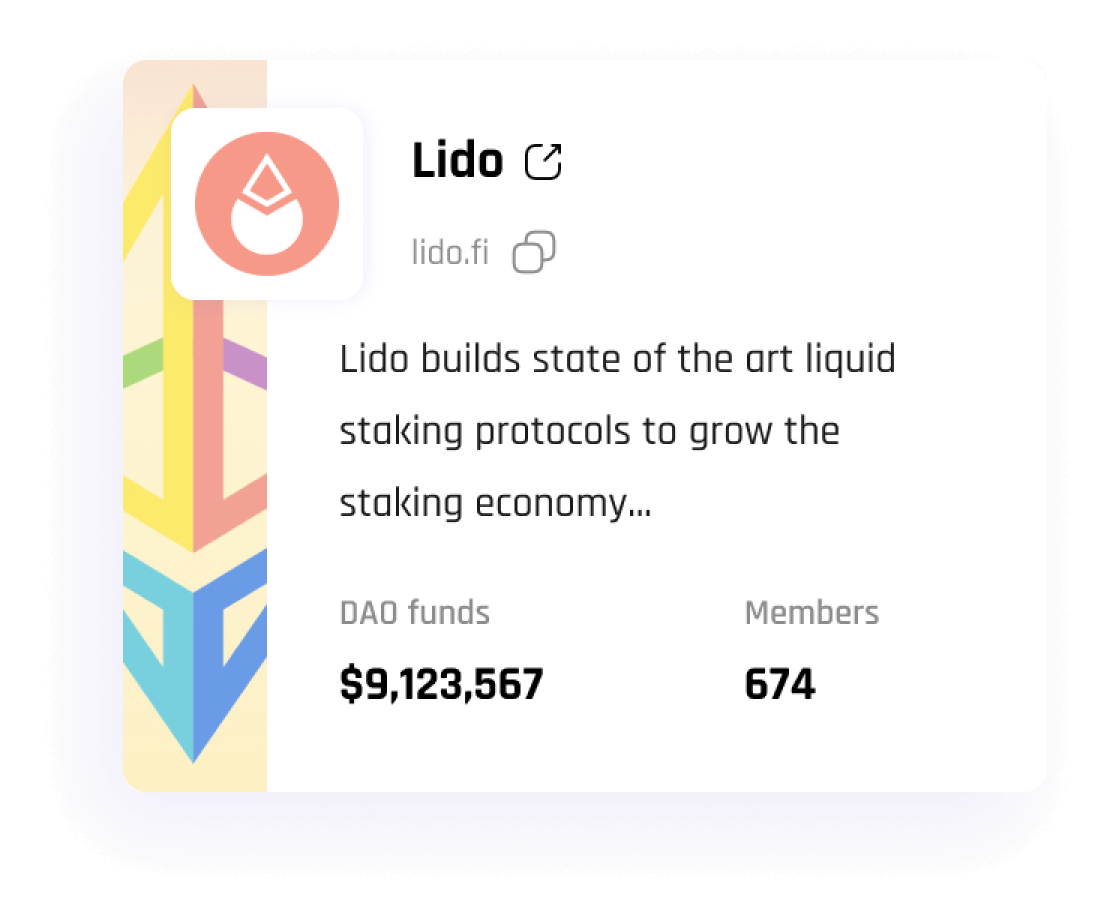 Lido
lido.fi
Lido builds state of the art liquid
staking protocols to grow the
staking economy...
DAO funds
Members
$9,123,567
674